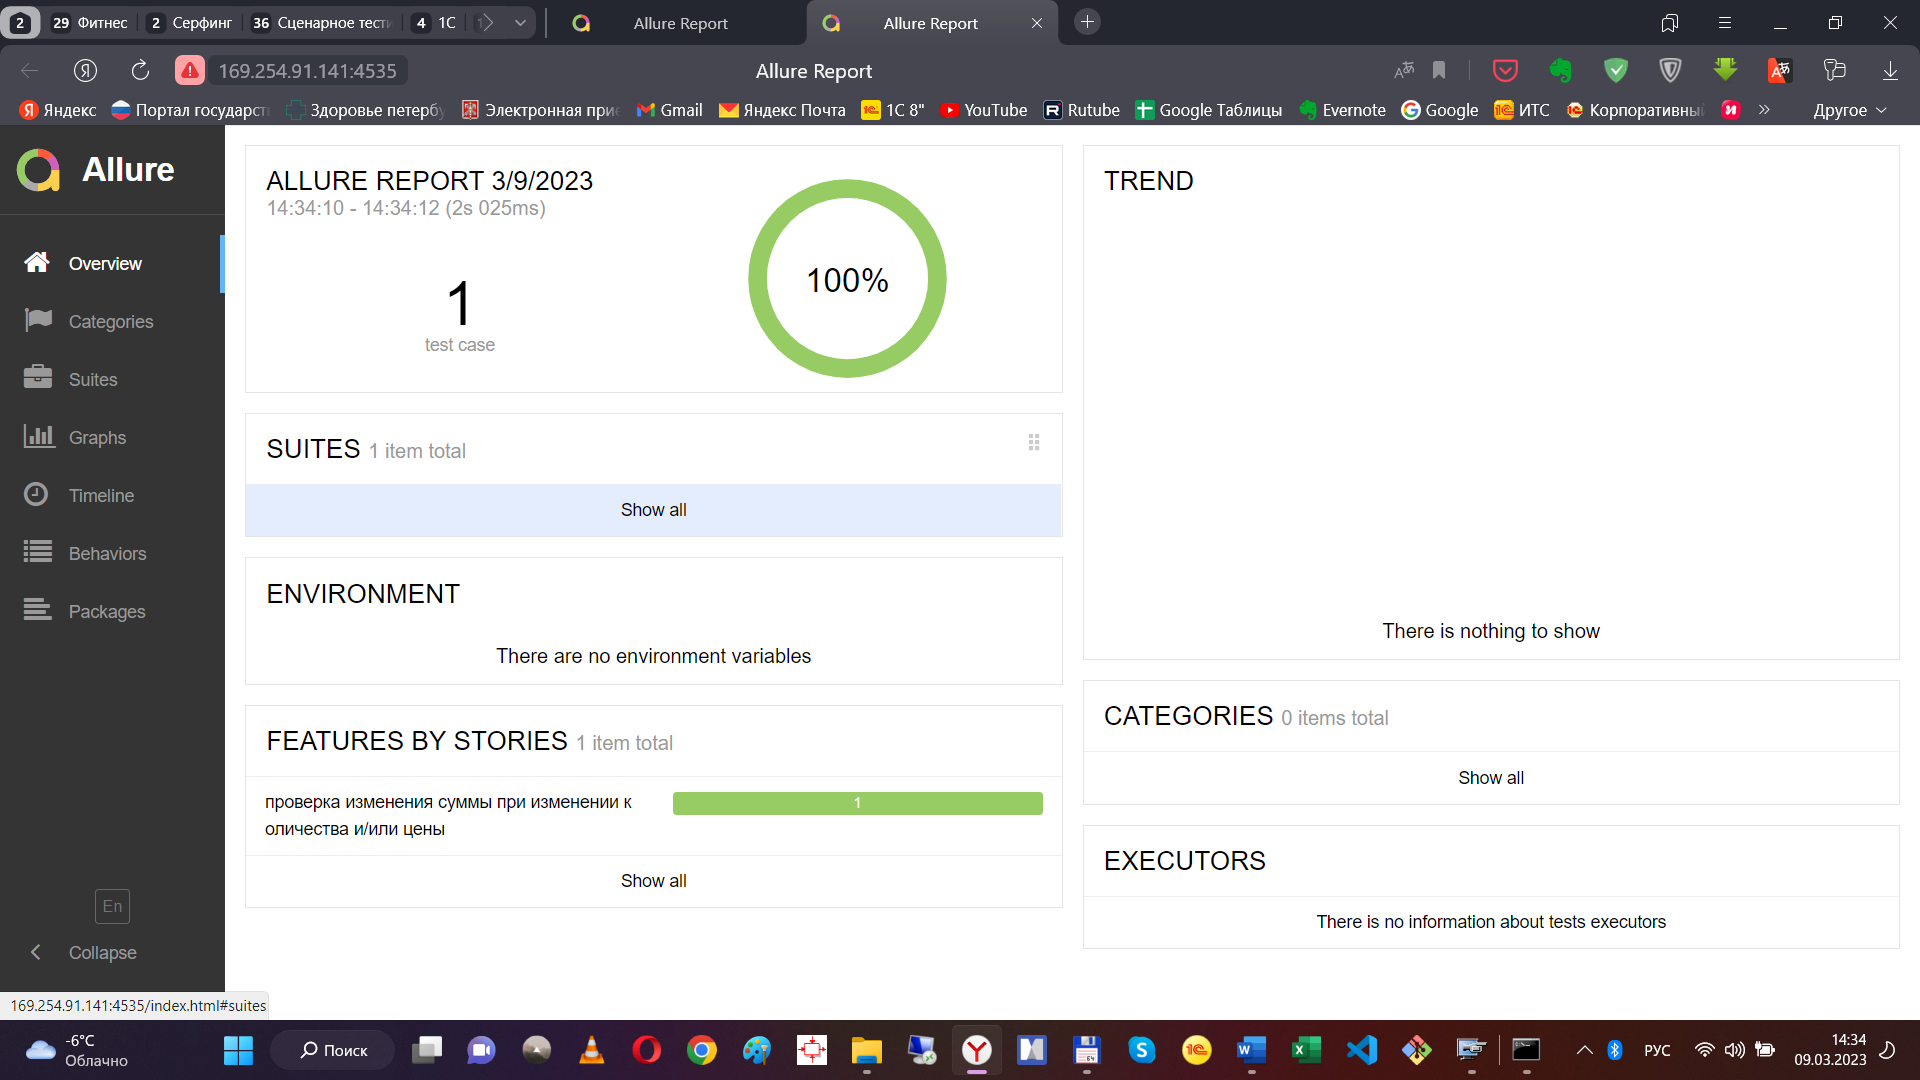 2
29 Фитнес
2 Серфинг
36 Сценарное тести
4 1С
Allure Report
Allure Report
Я
169.254.91.141:4535
Allure Report
Яндекс
Портал государст
Здоровье петербу
Электронная прие
Gmail
Яндекс Почта
1С 8"
YouTube
Rutube
Google Таблицы
Evernote
Google
ИТС
Корпоративный
»
Другое
Allure
Overview
Categories
Suites
Graphs
Timeline
Behaviors
Packages
En
Collapse
169.254.91.141:4535/index.html#suites
ALLURE REPORT 3/9/2023
14:34:10 - 14:34:12 (2s 025ms)
1
test case
100%
SUITES 1 item total
Show all
ENVIRONMENT
There are no environment variables
FEATURES BY STORIES 1 item total
проверка изменения суммы при изменении к
оличества и/или цены
1
Show all
TREND
There is nothing to show
CATEGORIES 0 items total
Show all
EXECUTORS
There is no information about tests executors
-6°C
Облачно
Поиск
РУС
14:34
09.03.2023